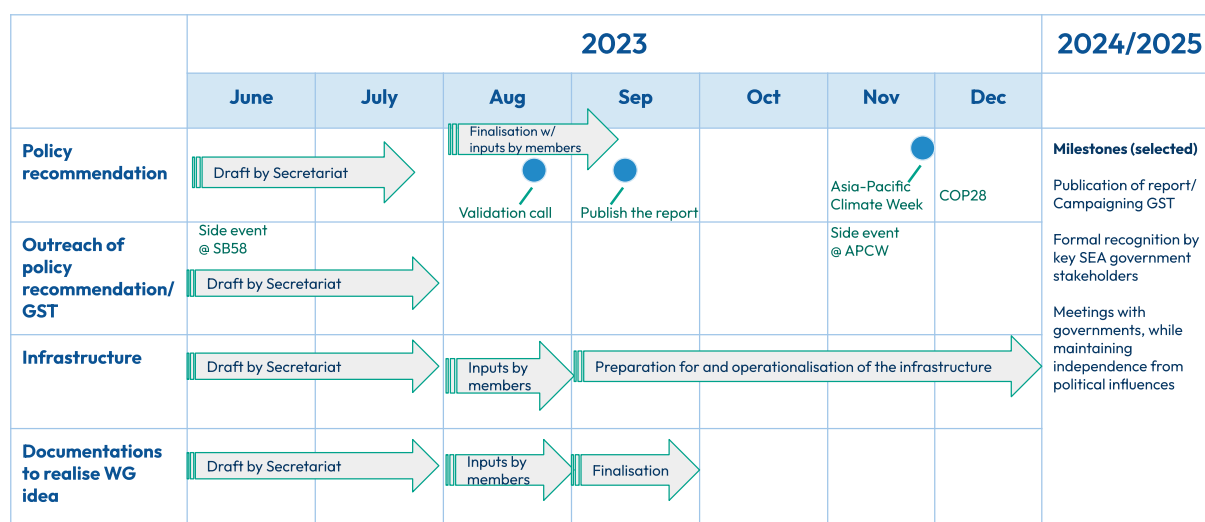 2023
2024/2025
June
July
Aug
Sep
Oct
Nov
Dec
Policy
recommendation
Draft by Secretariat
Finalisation w/
inputs by members
Validation call
Publish the report
Asia-Pacific
Climate Week
COP28
Outreach of
policy
recommendation/
GST
Side event
@ SB58
Draft by Secretariat
Side event
@ APCW
Infrastructure
Draft by Secretariat
Inputs by
members
Preparation for and operationalisation of the infrastructure
Documentations
to realise WG
idea
Draft by Secretariat
Inputs by
members
Finalisation
Milestones (selected)
Publication of report/
Campaigning GST
Formal recognition by
key SEA government
stakeholders
Meetings with
governments, while
maintaining
independence from
political influences